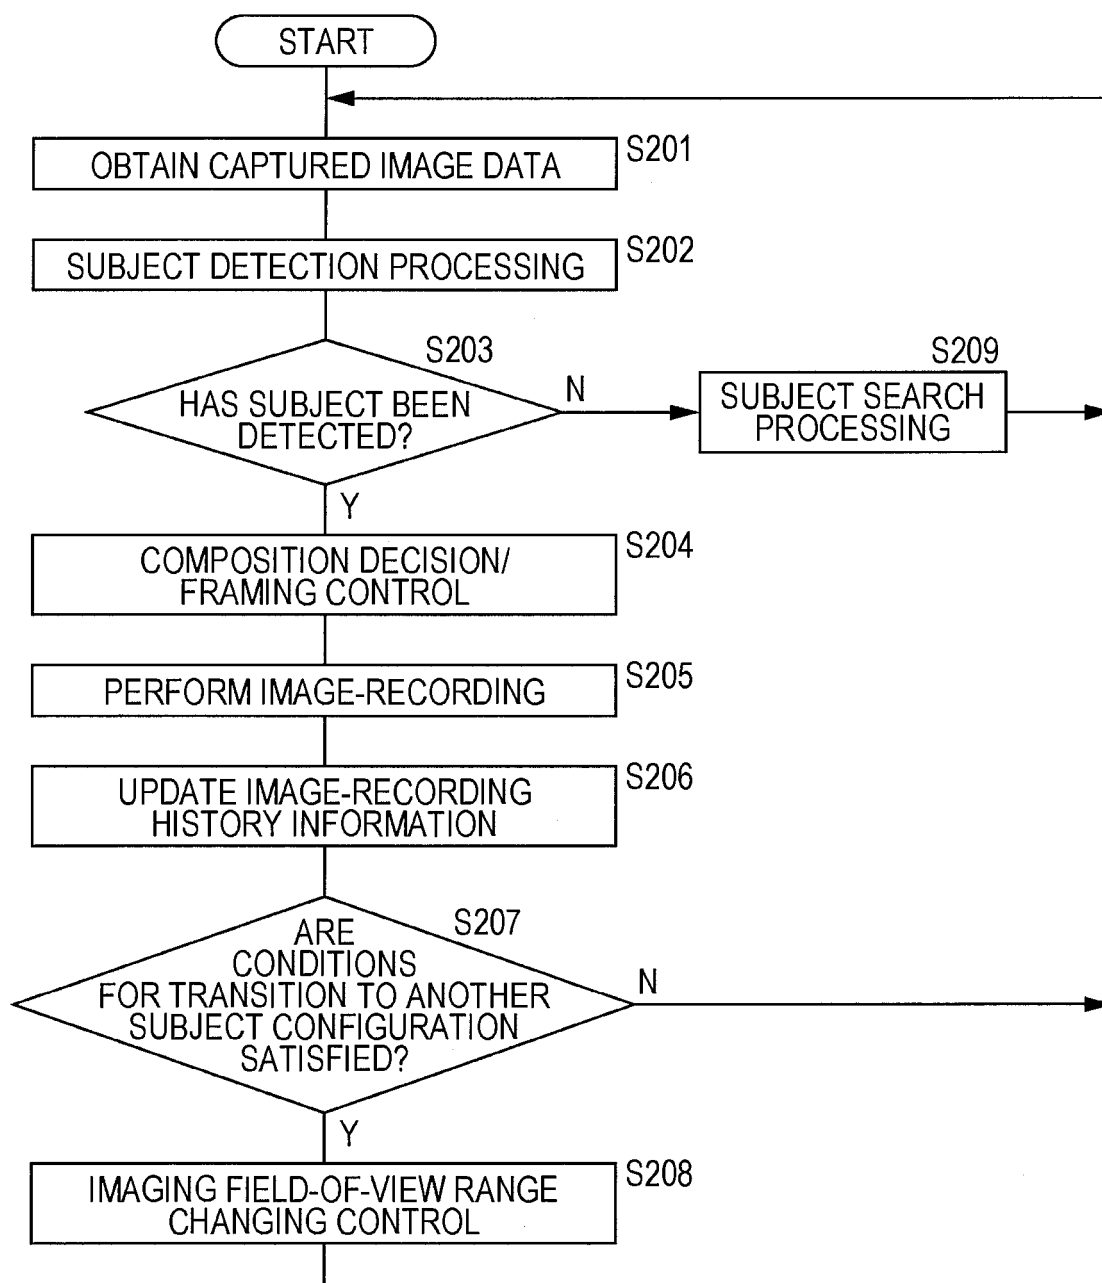 START
OBTAIN CAPTURED IMAGE DATA
S201
SUBJECT DETECTION PROCESSING
S202
S203
HAS SUBJECT BEEN
DETECTED?
N
S209
SUBJECT SEARCH
PROCESSING
Y
COMPOSITION DECISION/
FRAMING CONTROL
S204
PERFORM IMAGE-RECORDING
S205
UPDATE IMAGE-RECORDING
HISTORY INFORMATION
S206
S207
ARE
CONDITIONS
FOR TRANSITION TO ANOTHER
SUBJECT CONFIGURATION
SATISFIED?
N
Y
IMAGING FIELD-OF-VIEW RANGE
CHANGING CONTROL
S208